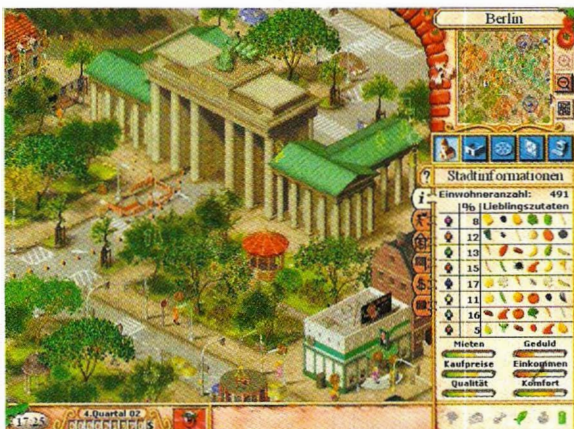 Berlin
Stadtinformationen
Einwohneranzahl: 491
% Lieblingszutaten
8
12
13
15
17
11
16
5
Mieten Geduld
Kaufpreise Einkommen
Qualität Komfort
17:25
4.Quartal 02